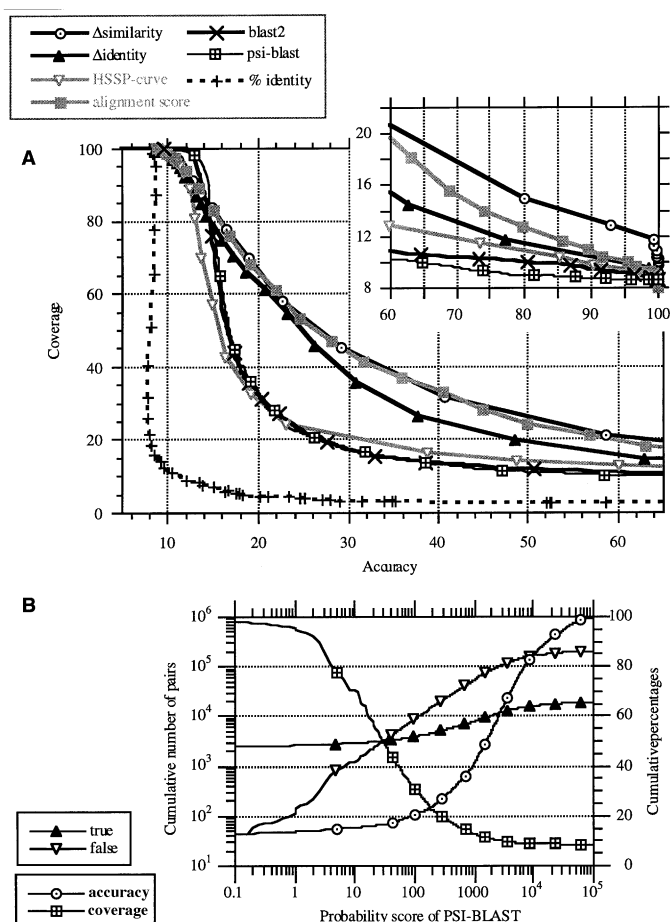 Δsimilarity
blast2
Δidentity
psi-blast
HSSP-curve
% identity
alignment score
A
100
80
60
40
20
0
Coverage
10
20
30
40
50
60
Accuracy
20
16
12
8
60
70
80
90
100
B
10^6
10^5
10^4
10^3
10^2
10^1
Cumulative number of pairs
100
80
60
40
20
0
Cumulativepercentages
0.1
1
10
100
1000
10^4
10^5
Probability score of PSI-BLAST
true
false
accuracy
coverage